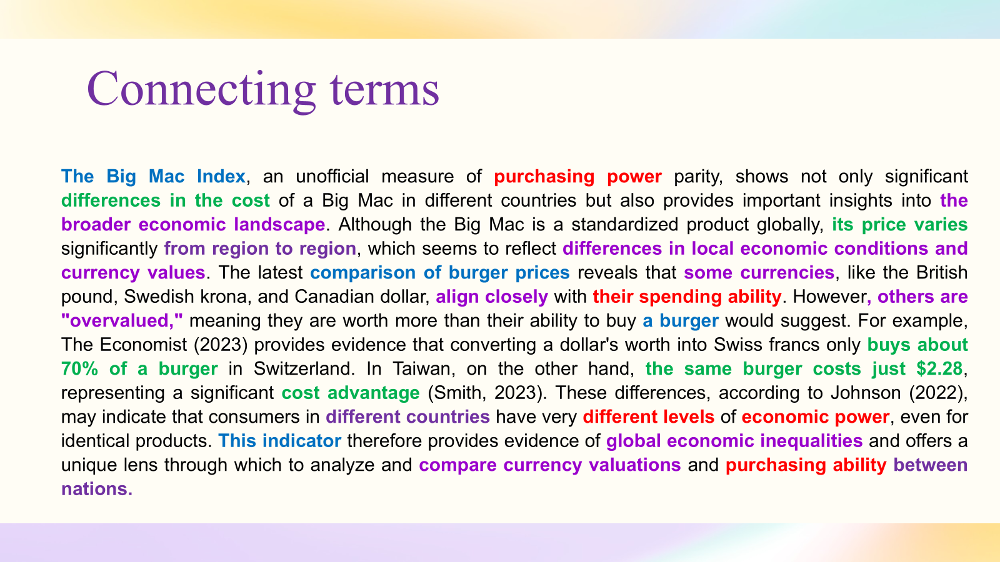 Connecting terms
The Big Mac Index, an unofficial measure of purchasing power parity, shows not only significant
differences in the cost of a Big Mac in different countries but also provides important insights into the
broader economic landscape. Although the Big Mac is a standardized product globally, its price varies
significantly from region to region, which seems to reflect differences in local economic conditions and
currency values. The latest comparison of burger prices reveals that some currencies, like the British
pound, Swedish krona, and Canadian dollar, align closely with their spending ability. However, others are
"overvalued," meaning they are worth more than their ability to buy a burger would suggest. For example,
The Economist (2023) provides evidence that converting a dollar's worth into Swiss francs only buys about
70% of a burger in Switzerland. In Taiwan, on the other hand, the same burger costs just $2.28,
representing a significant cost advantage (Smith, 2023). These differences, according to Johnson (2022),
may indicate that consumers in different countries have very different levels of economic power, even for
identical products. This indicator therefore provides evidence of global economic inequalities and offers a
unique lens through which to analyze and compare currency valuations and purchasing ability between
nations.